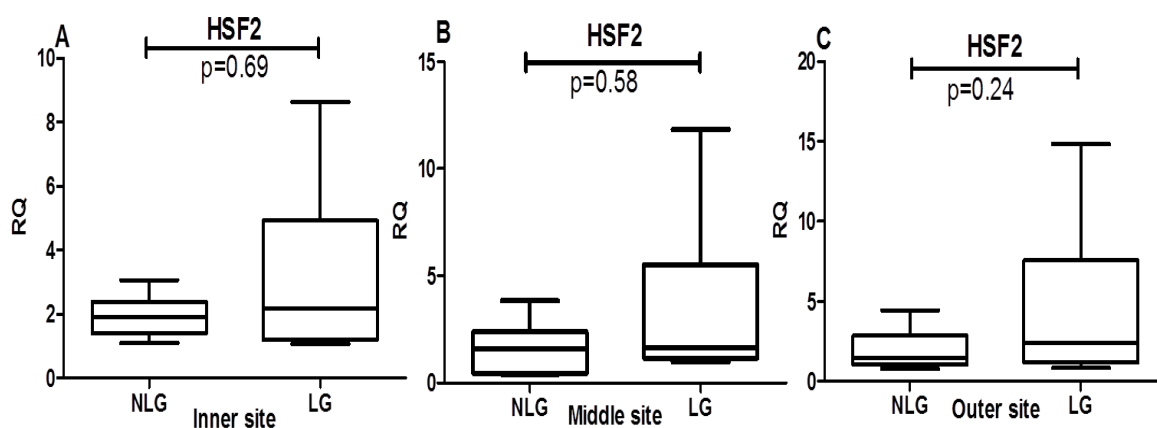 A
HSF2
p=0.69
10
8
6
4
2
0
RQ
NLG
Inner site
LG
B
HSF2
p=0.58
15
10
5
0
RQ
NLG
Middle site
LG
C
HSF2
p=0.24
20
15
10
5
0
RQ
NLG
Outer site
LG